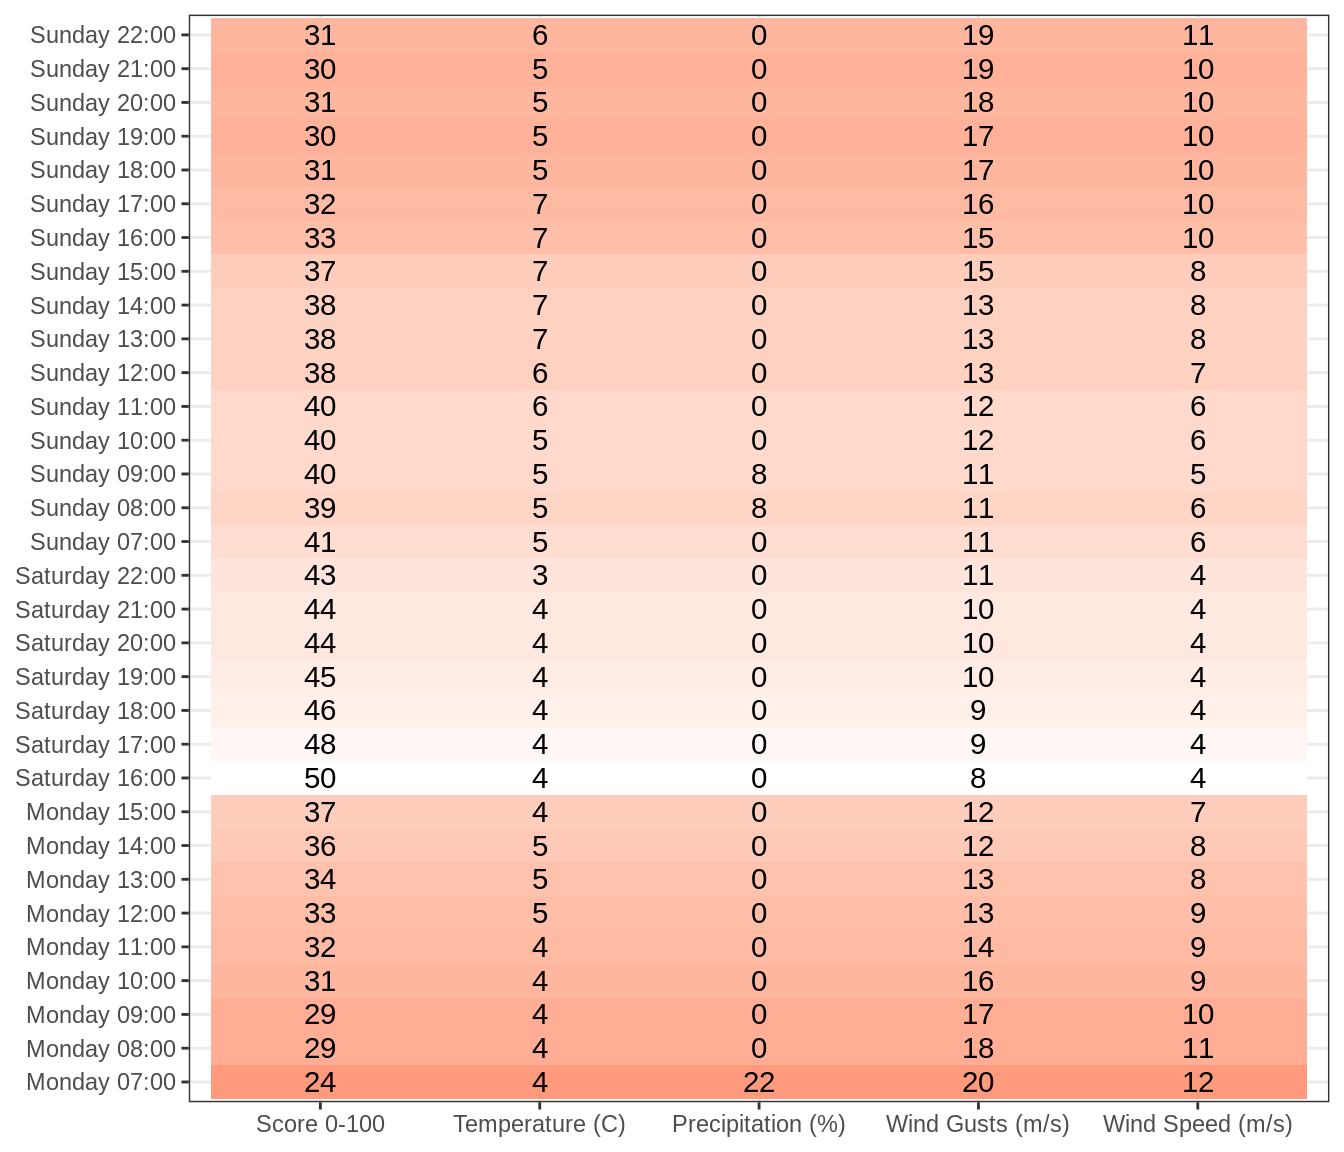 Sunday 22:00 31 6 0 19 11
Sunday 21:00 30 5 0 19 10
Sunday 20:00 31 5 0 18 10
Sunday 19:00 30 5 0 17 10
Sunday 18:00 31 5 0 17 10
Sunday 17:00 32 7 0 16 10
Sunday 16:00 33 7 0 15 10
Sunday 15:00 37 7 0 15 8
Sunday 14:00 38 7 0 13 8
Sunday 13:00 38 7 0 13 8
Sunday 12:00 38 6 0 13 7
Sunday 11:00 40 6 0 12 6
Sunday 10:00 40 5 0 12 6
Sunday 09:00 40 5 8 11 5
Sunday 08:00 39 5 8 11 6
Sunday 07:00 41 5 0 11 6
Saturday 22:00 43 3 0 11 4
Saturday 21:00 44 4 0 10 4
Saturday 20:00 44 4 0 10 4
Saturday 19:00 45 4 0 10 4
Saturday 18:00 46 4 0 9 4
Saturday 17:00 48 4 0 9 4
Saturday 16:00 50 4 0 8 4
Monday 15:00 37 4 0 12 7
Monday 14:00 36 5 0 12 8
Monday 13:00 34 5 0 13 8
Monday 12:00 33 5 0 13 9
Monday 11:00 32 4 0 14 9
Monday 10:00 31 4 0 16 9
Monday 09:00 29 4 0 17 10
Monday 08:00 29 4 0 18 11
Monday 07:00 24 4 22 20 12
Score 0-100 Temperature (C) Precipitation (%) Wind Gusts (m/s) Wind Speed (m/s)